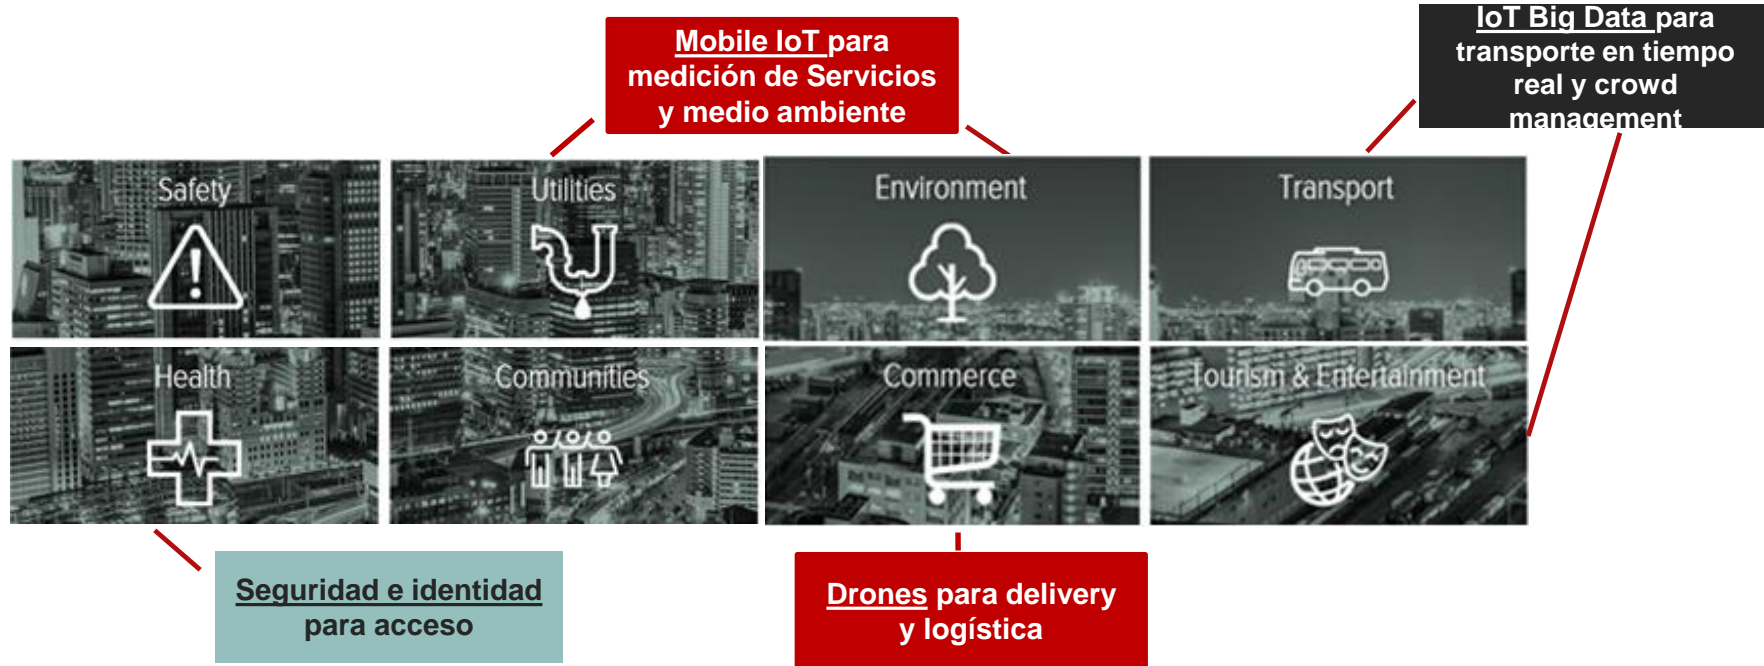 Mobile IoT para
medición de Servicios
y medio ambiente
IoT Big Data para
transporte en tiempo
real y crowd
management
Safety
Utilities
Environment
Transport
Health
Communities
Commerce
Tourism & Entertainment
Seguridad e identidad
para acceso
Drones para delivery
y logística